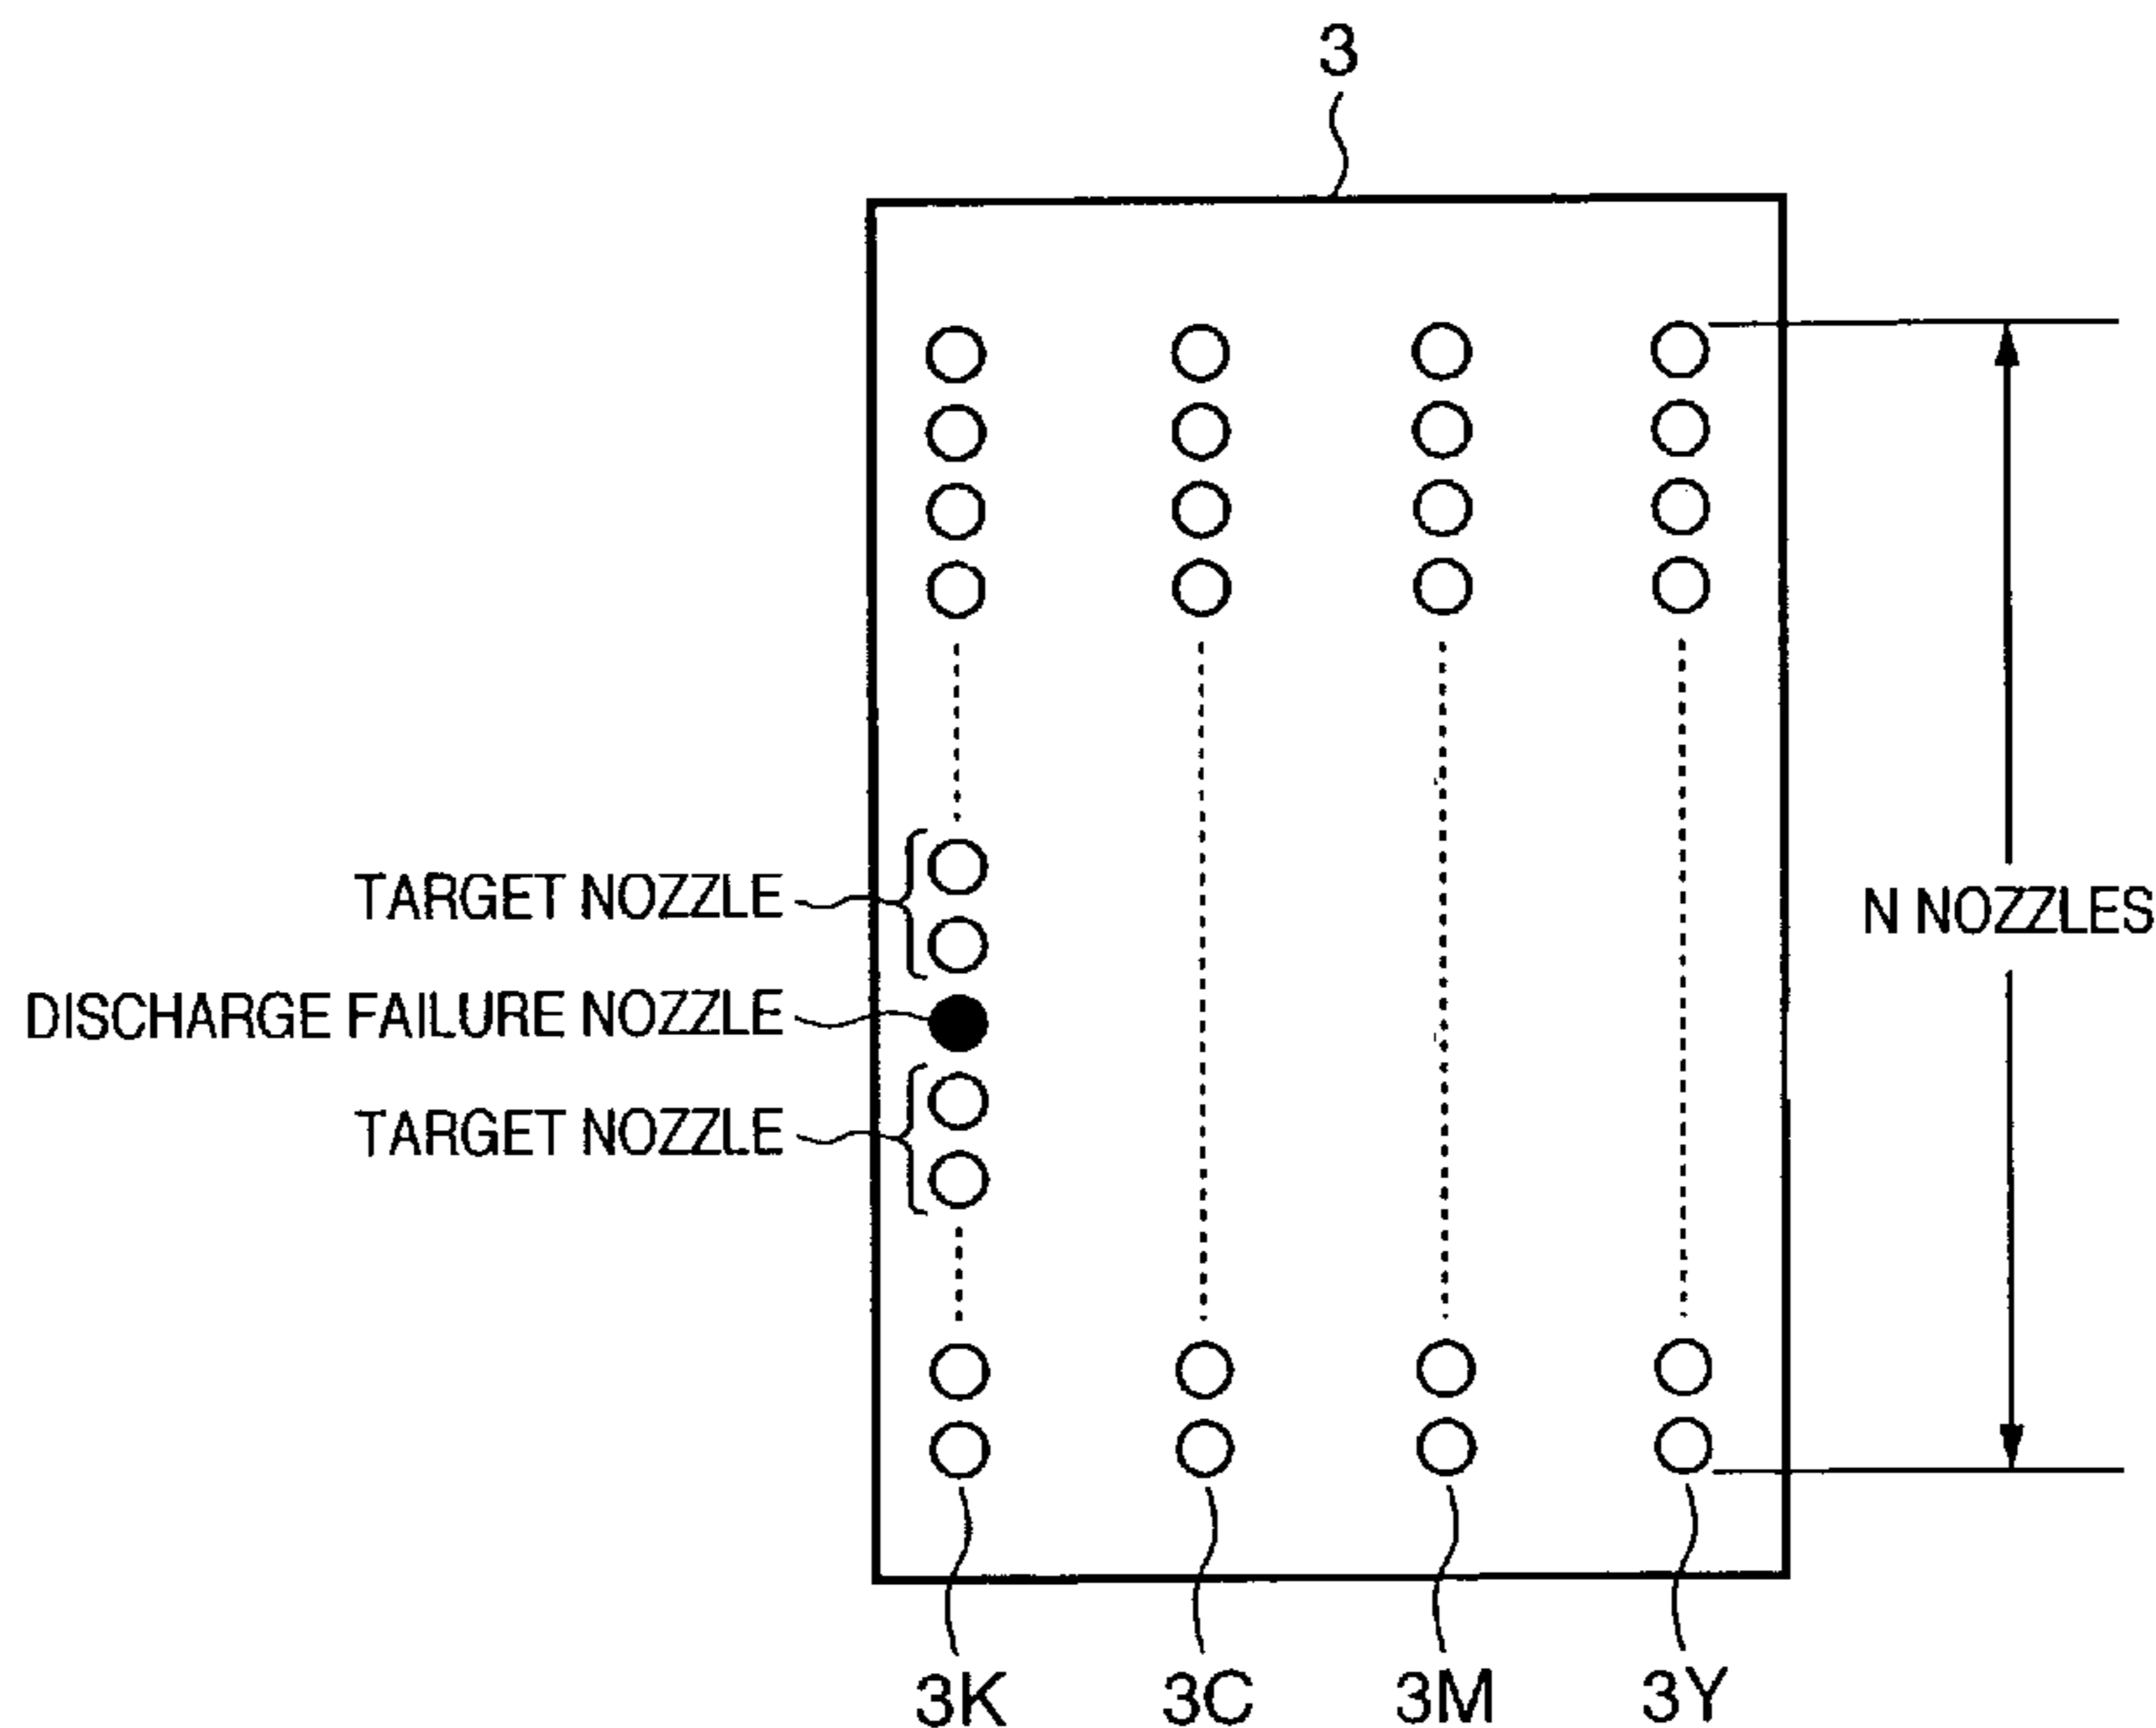 3
TARGET NOZZLE
N NOZZLES
DISCHARGE FAILURE NOZZLE
TARGET NOZZLE
3K 3C 3M 3Y